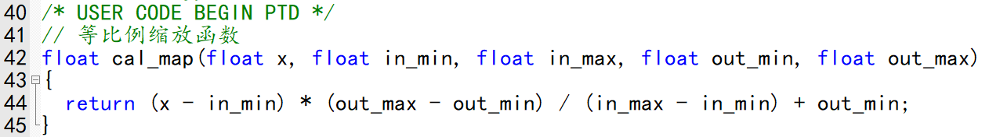 40 /* USER CODE BEGIN PTD */
41 // 等比例缩放函数
42 float cal_map(float x, float in_min, float in_max, float out_min, float out_max)
43 {
44   return (x - in_min) * (out_max - out_min) / (in_max - in_min) + out_min;
45 }